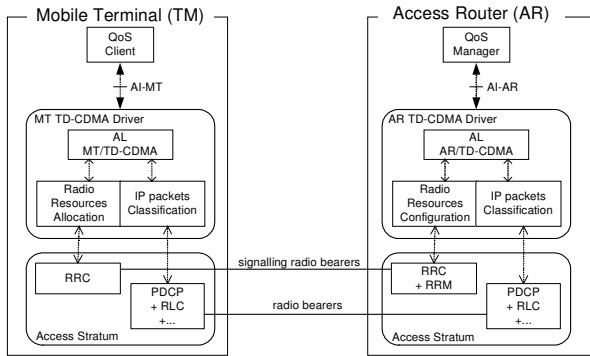 Mobile Terminal (TM)
QoS
Client
AI-MT
MT TD-CDMA Driver
AL
MT/TD-CDMA
Radio
Resources
Allocation
IP packets
Classification
RRC
PDCP
+ RLC
+...
Access Stratum
signalling radio bearers
radio bearers
Access Router (AR)
QoS
Manager
AI-AR
AR TD-CDMA Driver
AL
AR/TD-CDMA
Radio
Resources
Configuration
IP packets
Classification
RRC
+ RRM
PDCP
+ RLC
+...
Access Stratum